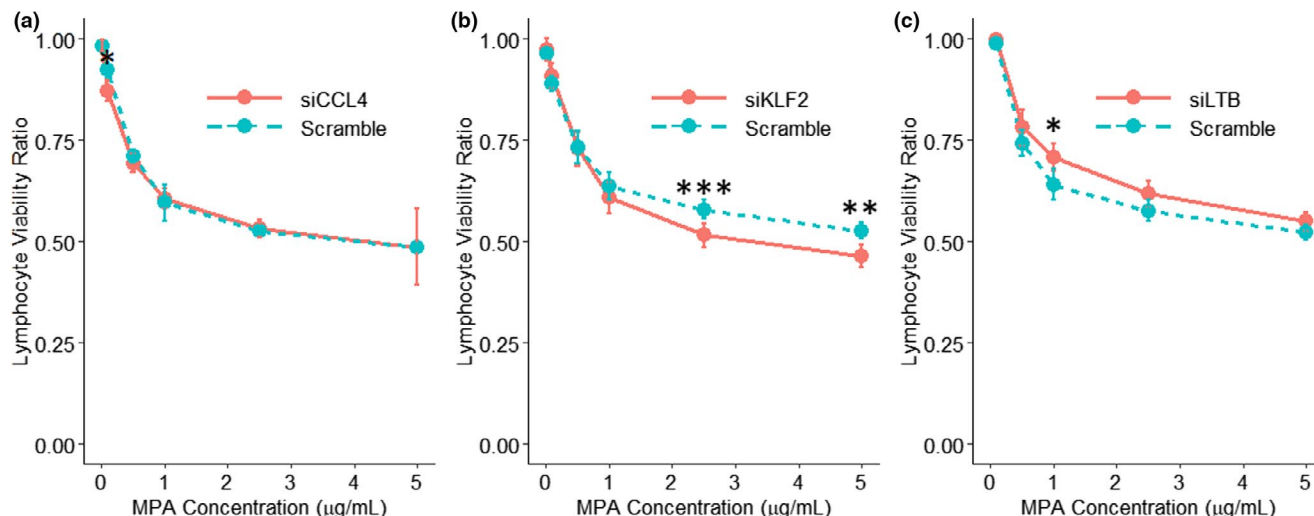 (a)
1.00
0.75
0.50
0.25
0.00
Lymphocyte Viability Ratio
*
siCCL4
Scramble
0 1 2 3 4 5
MPA Concentration (μg/mL)
(b)
1.00
0.75
0.50
0.25
0.00
Lymphocyte Viability Ratio
siKLF2
Scramble
***
**
0 1 2 3 4 5
MPA Concentration (μg/mL)
(c)
1.00
0.75
0.50
0.25
0.00
Lymphocyte Viability Ratio
siLTB
Scramble
*
0 1 2 3 4 5
MPA Concentration (μg/mL)